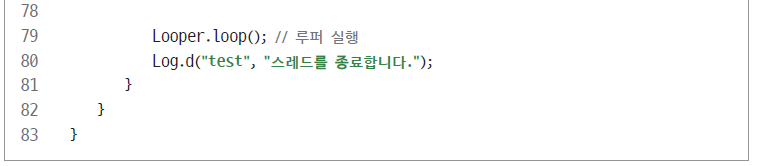 78
79 Looper.loop(); // 루퍼 실행
80 Log.d("test", "스레드를 종료합니다.");
81 }
82 }
83 }